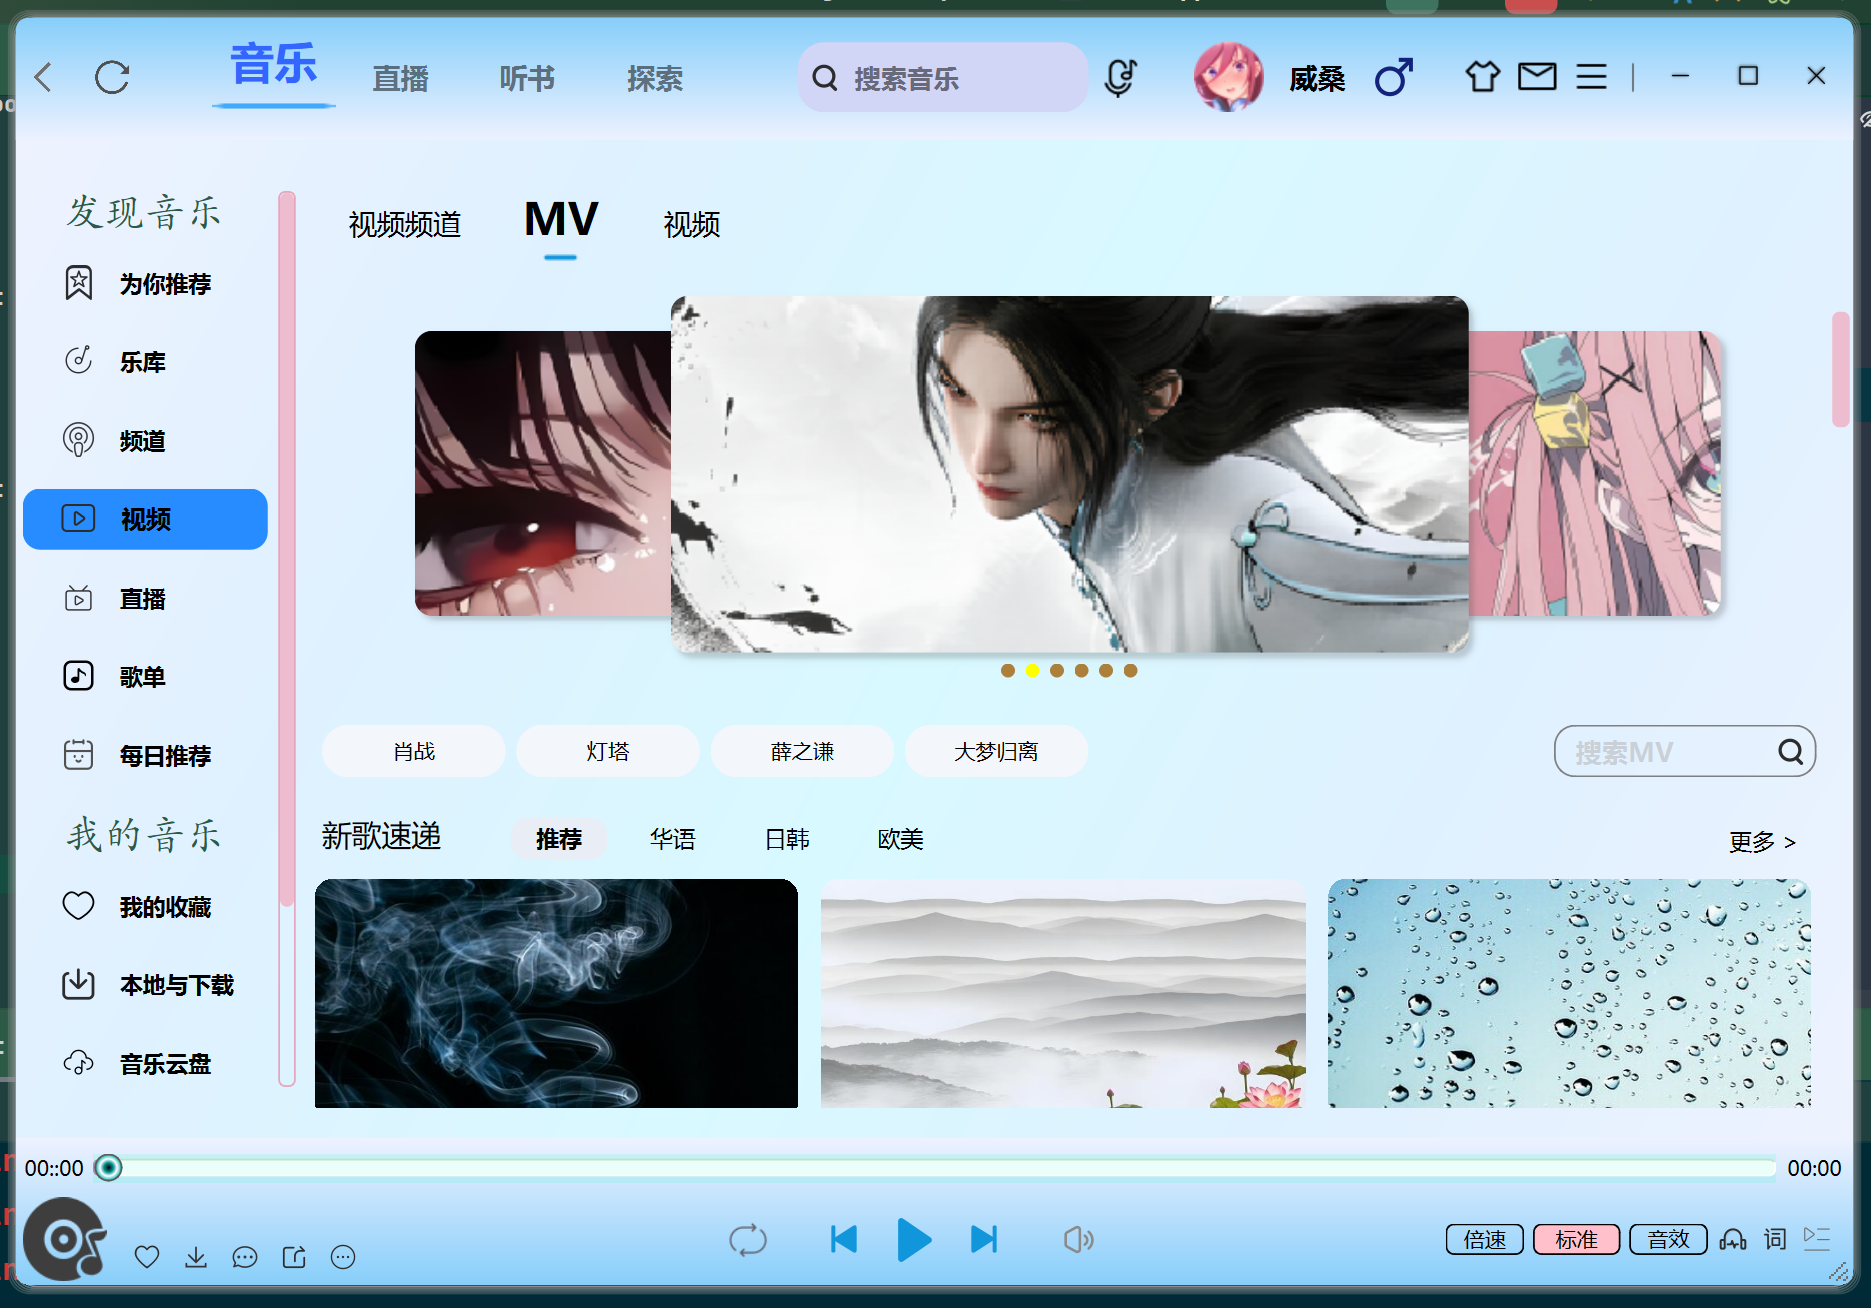 音乐 直播 听书 探索 搜索音乐 威桑
发现音乐
为你推荐
乐库
频道
视频
直播
歌单
每日推荐
我的音乐
我的收藏
本地与下载
音乐云盘
视频频道 MV 视频
肖战 灯塔 薛之谦 大梦归离 搜索MV
新歌速递 推荐 华语 日韩 欧美 更多 >
00::00 00:00
倍速 标准 音效 词